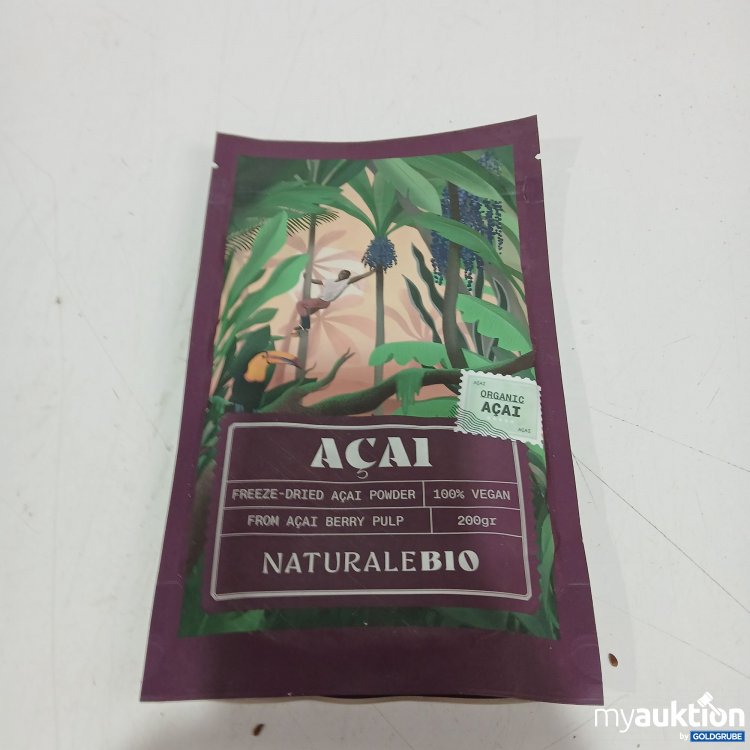 AÇAI
ORGANIC
AÇAI
AÇAI
AÇAI
FREEZE-DRIED AÇAI POWDER 100% VEGAN
FROM AÇAI BERRY PULP 200gr
NATURALEBIO
myauktion
by GOLDGRUBE